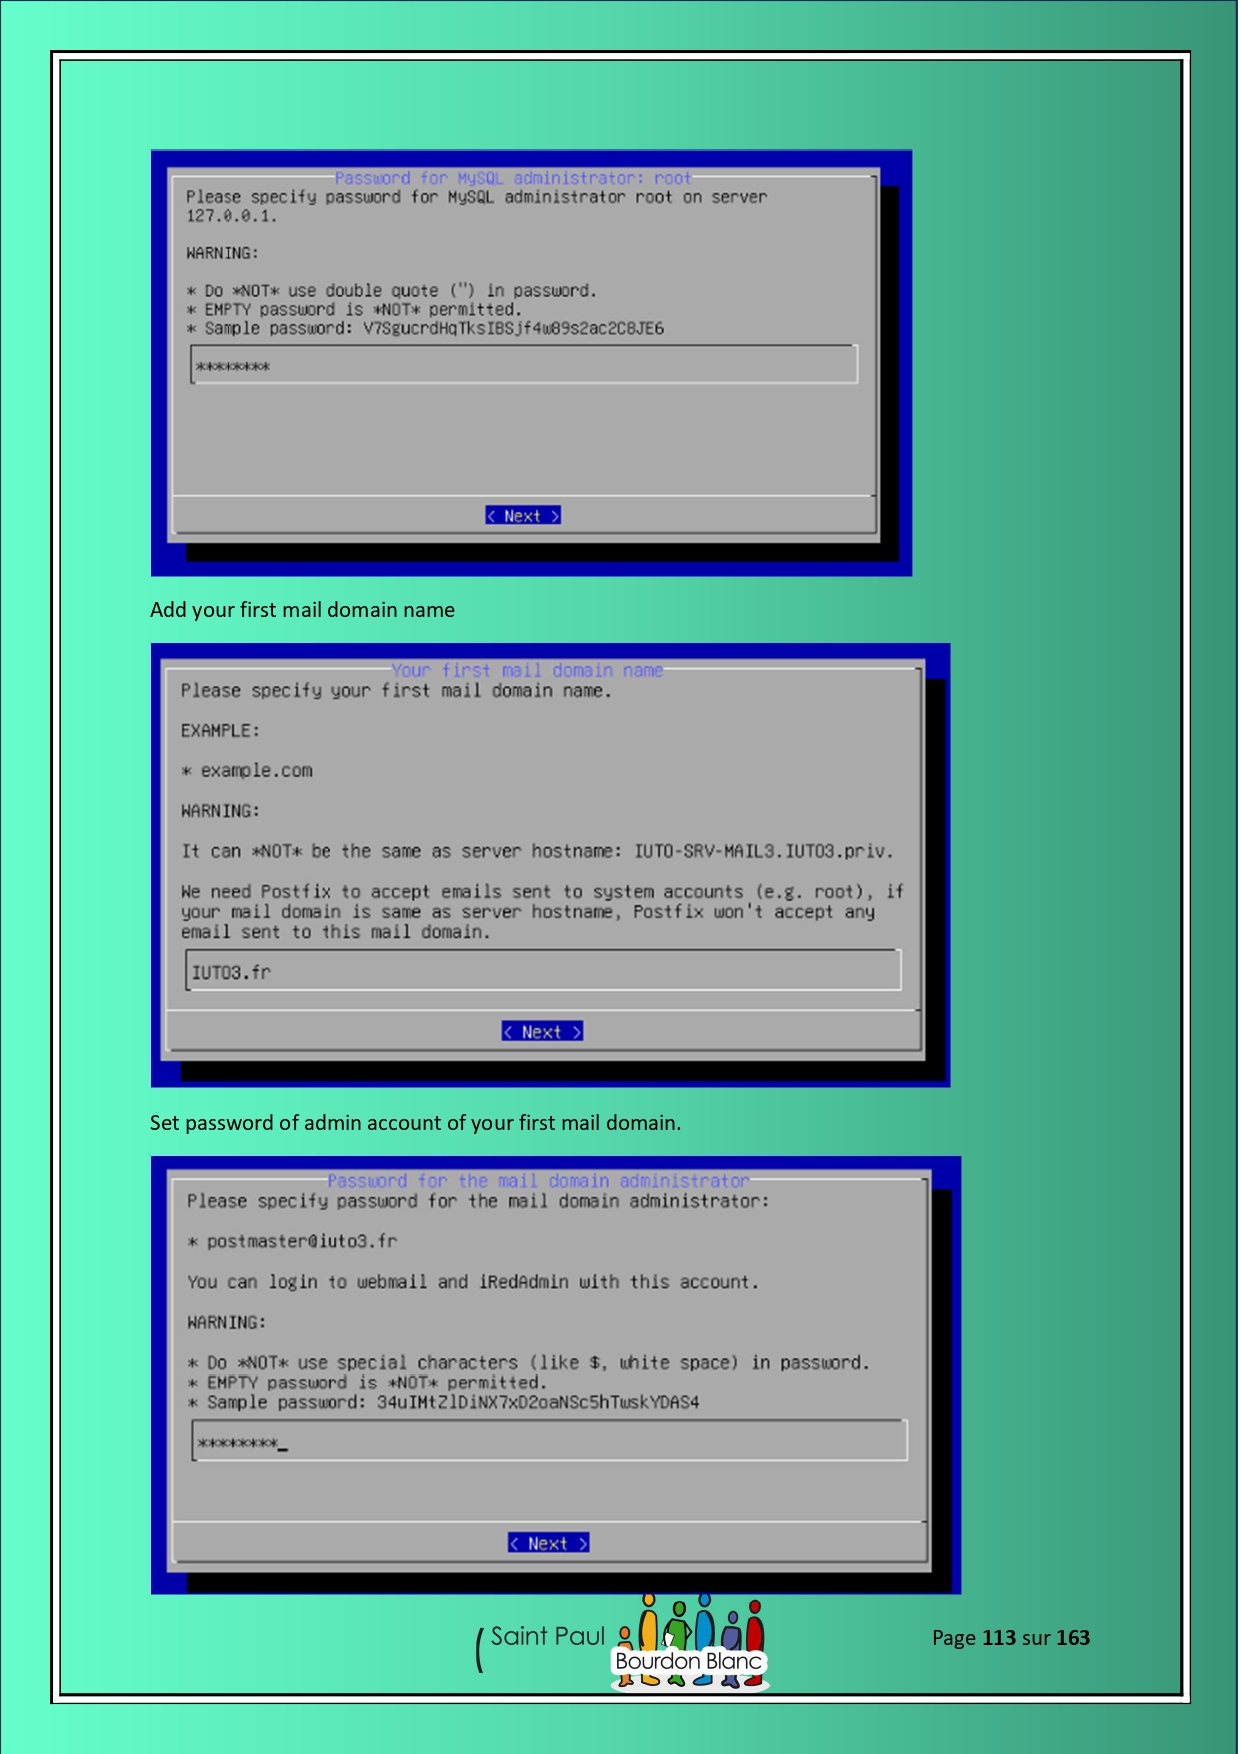 Password for MySQL administrator: root
Please specify password for MySQL administrator root on server
127.0.0.1.
WARNING:
* Do *NOT* use double quote (") in password.
* EMPTY password is *NOT* permitted.
* Sample password: V7SgucrdHqTksIBSjf4w89s2ac2C8JE6
********
< Next >
Add your first mail domain name
Your first mail domain name
Please specify your first mail domain name.
EXAMPLE:
* example.com
WARNING:
It can *NOT* be the same as server hostname: IUTO-SRV-MAIL3.IUTO3.priv.
We need Postfix to accept emails sent to system accounts (e.g. root), if
your mail domain is same as server hostname, Postfix won't accept any
email sent to this mail domain.
IUTO3.fr
< Next >
Set password of admin account of your first mail domain.
Password for the mail domain administrator
Please specify password for the mail domain administrator:
* postmaster@iuto3.fr
You can login to webmail and iRedAdmin with this account.
WARNING:
* Do *NOT* use special characters (like $, white space) in password.
* EMPTY password is *NOT* permitted.
* Sample password: 34uIMtZlDiNX7xD2oaNSc5hTwskYDAS4
********_
< Next >
Saint Paul
Bourdon Blanc
Page 113 sur 163